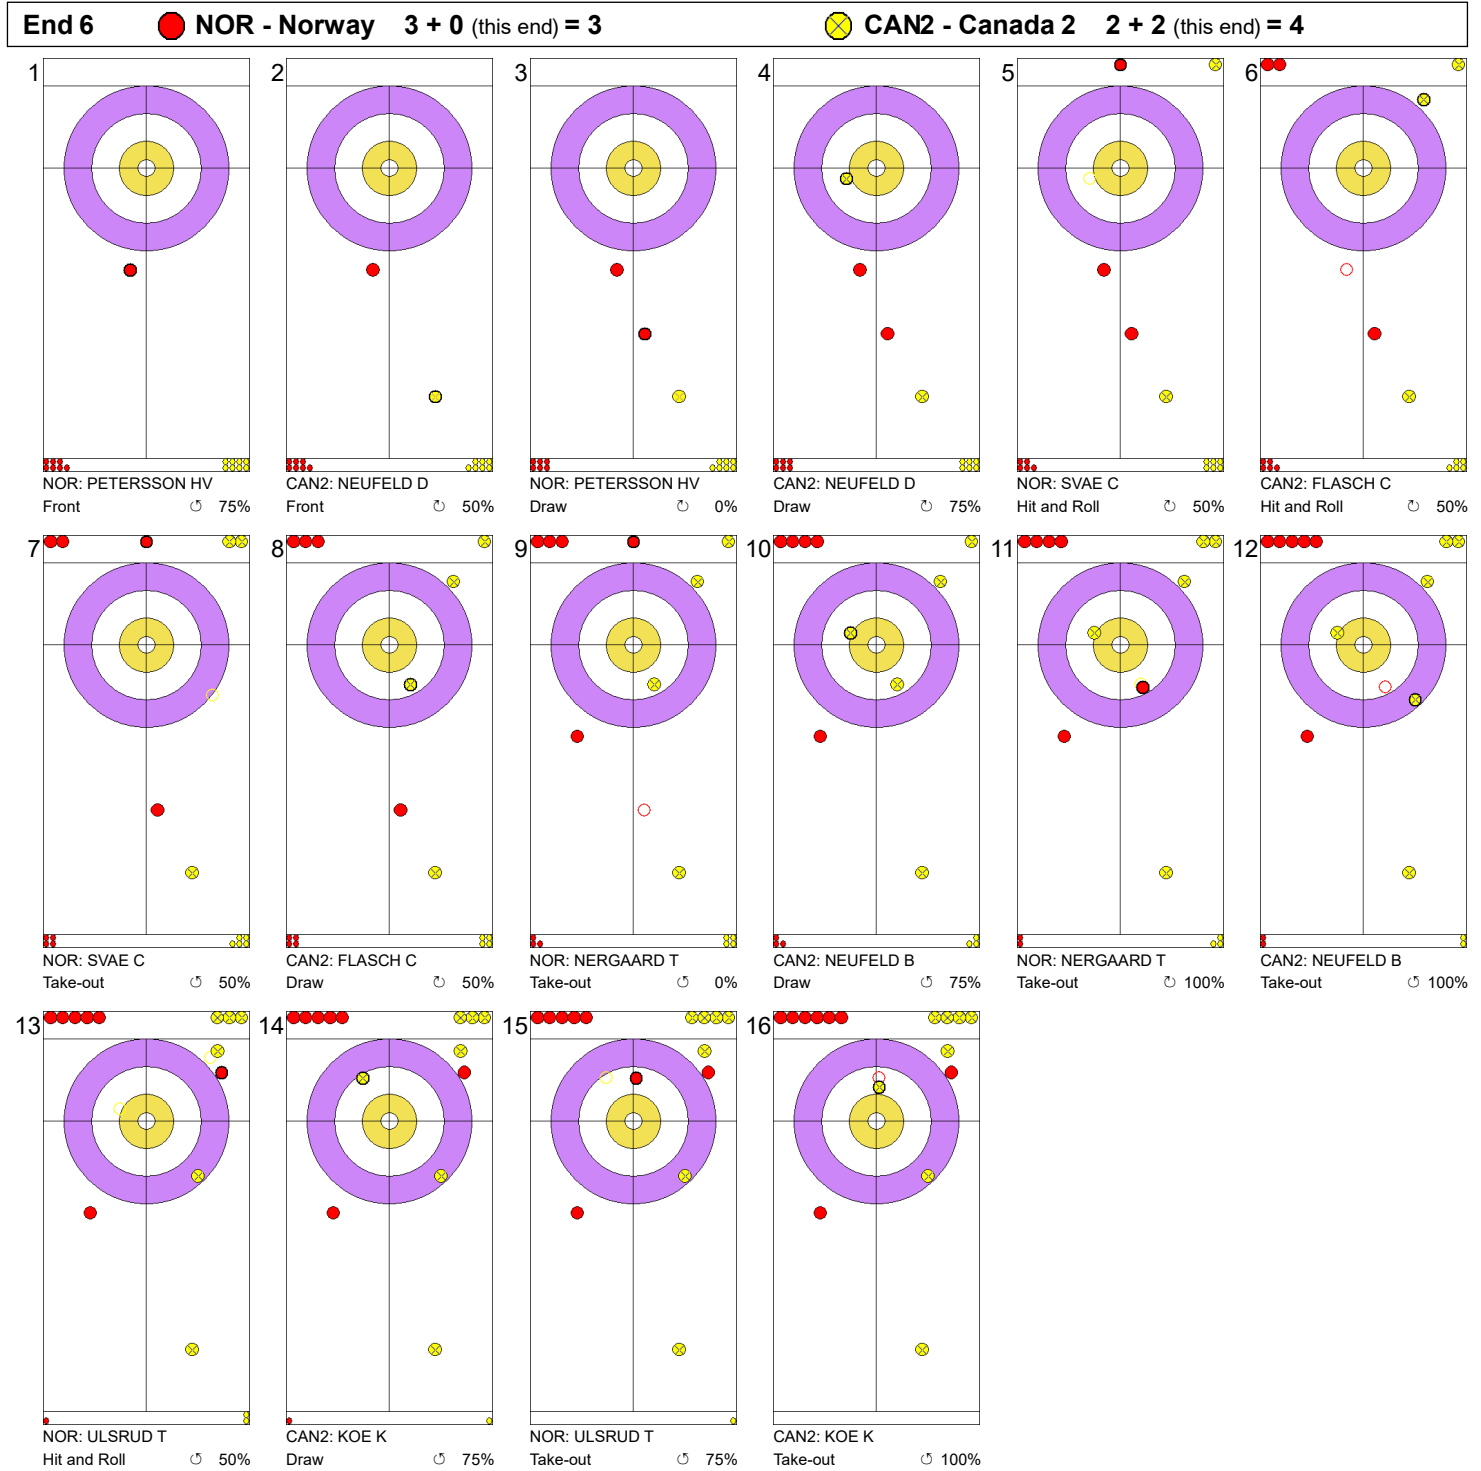 End 6 NOR - Norway 3 + 0 (this end) = 3 CAN2 - Canada 2 2 + 2 (this end) = 4
1 2 3 4 5 6
NOR: PETERSSON HV
Front ↺ 75%
CAN2: NEUFELD D
Front ↻ 50%
NOR: PETERSSON HV
Draw ↻ 0%
CAN2: NEUFELD D
Draw ↻ 75%
NOR: SVAE C
Hit and Roll ↻ 50%
CAN2: FLASCH C
Hit and Roll ↻ 50%
7 8 9 10 11 12
NOR: SVAE C
Take-out ↺ 50%
CAN2: FLASCH C
Draw ↺ 50%
NOR: NERGAARD T
Take-out ↺ 0%
CAN2: NEUFELD B
Draw ↺ 75%
NOR: NERGAARD T
Take-out ↻ 100%
CAN2: NEUFELD B
Take-out ↺ 100%
13 14 15 16
NOR: ULSRUD T
Hit and Roll ↺ 50%
CAN2: KOE K
Draw ↺ 75%
NOR: ULSRUD T
Take-out ↺ 75%
CAN2: KOE K
Take-out ↺ 100%